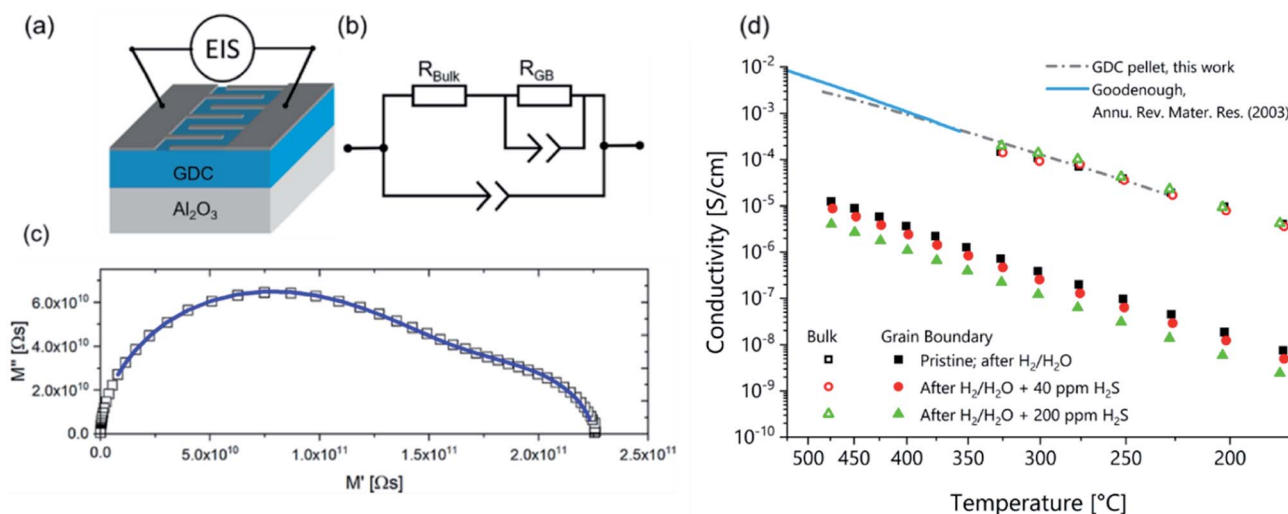 (a)
EIS
GDC
Al₂O₃
(b)
R_Bulk
R_GB
(c)
M'' [Ωs]
6.0x10¹⁰
4.0x10¹⁰
2.0x10¹⁰
0.0
0.0
5.0x10¹⁰
1.0x10¹¹
1.5x10¹¹
2.0x10¹¹
2.5x10¹¹
M' [Ωs]
(d)
Conductivity [S/cm]
10⁻²
10⁻³
10⁻⁴
10⁻⁵
10⁻⁶
10⁻⁷
10⁻⁸
10⁻⁹
10⁻¹⁰
GDC pellet, this work
Goodenough,
Annu. Rev. Mater. Res. (2003)
Bulk Grain Boundary
Pristine; after H₂/H₂O
After H₂/H₂O + 40 ppm H₂S
After H₂/H₂O + 200 ppm H₂S
500 450 400 350 300 250 200
Temperature [°C]